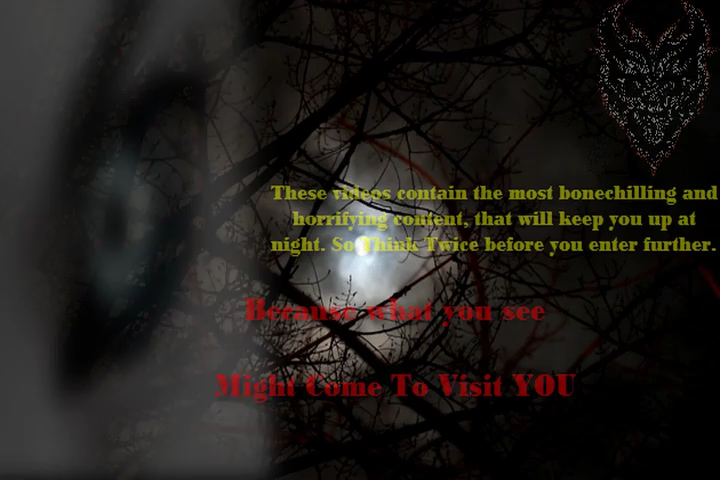 These videos contain the most bonechilling and
horrifying content, that will keep you up at
night. So Think Twice before you enter further.
Because what you see
Might Come To Visit YOU